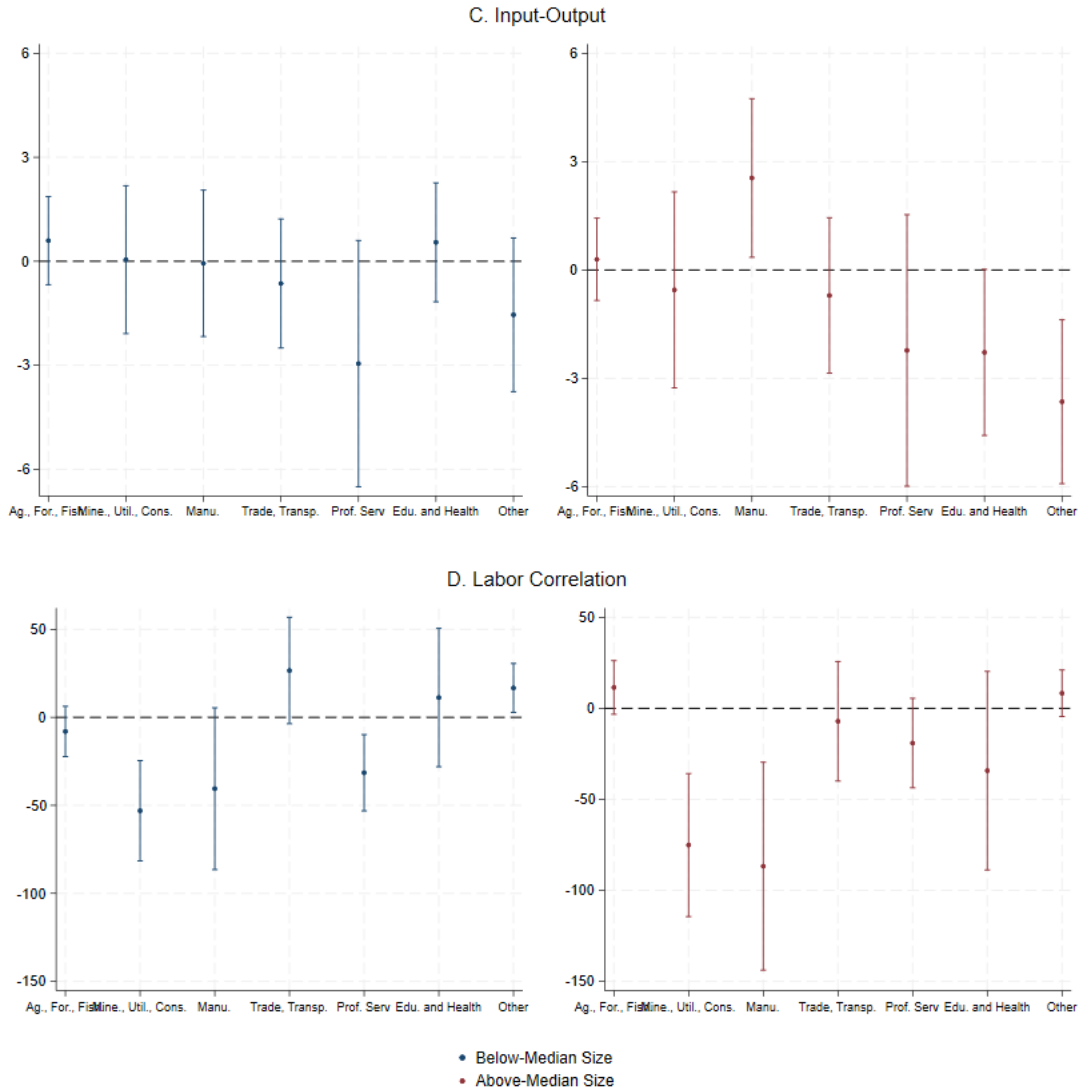 C. Input-Output
6
3
0
-3
-6
Ag., For., Fish
Mine., Util., Cons.
Manu.
Trade, Transp.
Prof. Serv
Edu. and Health
Other
6
3
0
-3
-6
Ag., For., Fish
Mine., Util., Cons.
Manu.
Trade, Transp.
Prof. Serv
Edu. and Health
Other
D. Labor Correlation
50
0
-50
-100
-150
Ag., For., Fish
Mine., Util., Cons.
Manu.
Trade, Transp.
Prof. Serv
Edu. and Health
Other
50
0
-50
-100
-150
Ag., For., Fish
Mine., Util., Cons.
Manu.
Trade, Transp.
Prof. Serv
Edu. and Health
Other
Below-Median Size
Above-Median Size